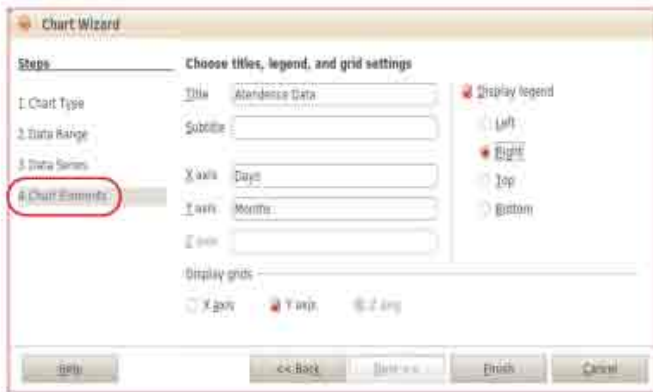 Chart Wizard
Steps
Choose titles, legend, and grid settings
1. Chart Type
2. Data Range
3. Data Series
4. Chart Elements
Title Atendence Data
Subtitle
X axis Days
Y axis Months
Z axis
Display legend
Left
Right
Top
Bottom
Display grids
X axis Y axis Z axis
Help << Back Next >> Finish Cancel